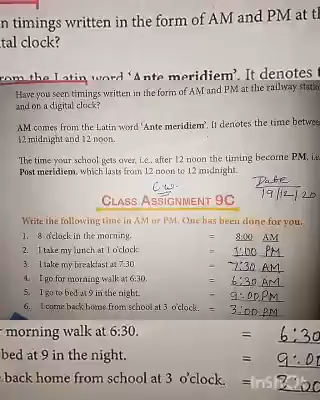 n timings written in the form of AM and PM at th
tal clock?
rom the Latin word 'Ante meridiem'. It denotes t
Have you seen timings written in the form of AM and PM at the railway statio
and on a digital clock?
AM comes from the Latin word 'Ante meridiem'. It denotes the time betwee
12 midnight and 12 noon.
The time your school gets over, i.e., after 12 noon the timing become PM, i.e.
Post meridiem, which lasts from 12 noon to 12 midnight.
C.W. Date
19/12/20
CLASS ASSIGNMENT 9C
Write the following time in AM or PM. One has been done for you.
1. 8 o'clock in the morning. = 8:00 AM
2. I take my lunch at 1 o'clock. = 1:00 PM
3. I take my breakfast at 7:30 = 7:30 AM
4. I go for morning walk at 6:30. = 6:30 AM
5. I go to bed at 9 in the night. = 9:00 PM
6. I come back home from school at 3 o'clock. = 3:00 PM
morning walk at 6:30. = 6:30
bed at 9 in the night. = 9:0
back home from school at 3 o'clock. = 3:00